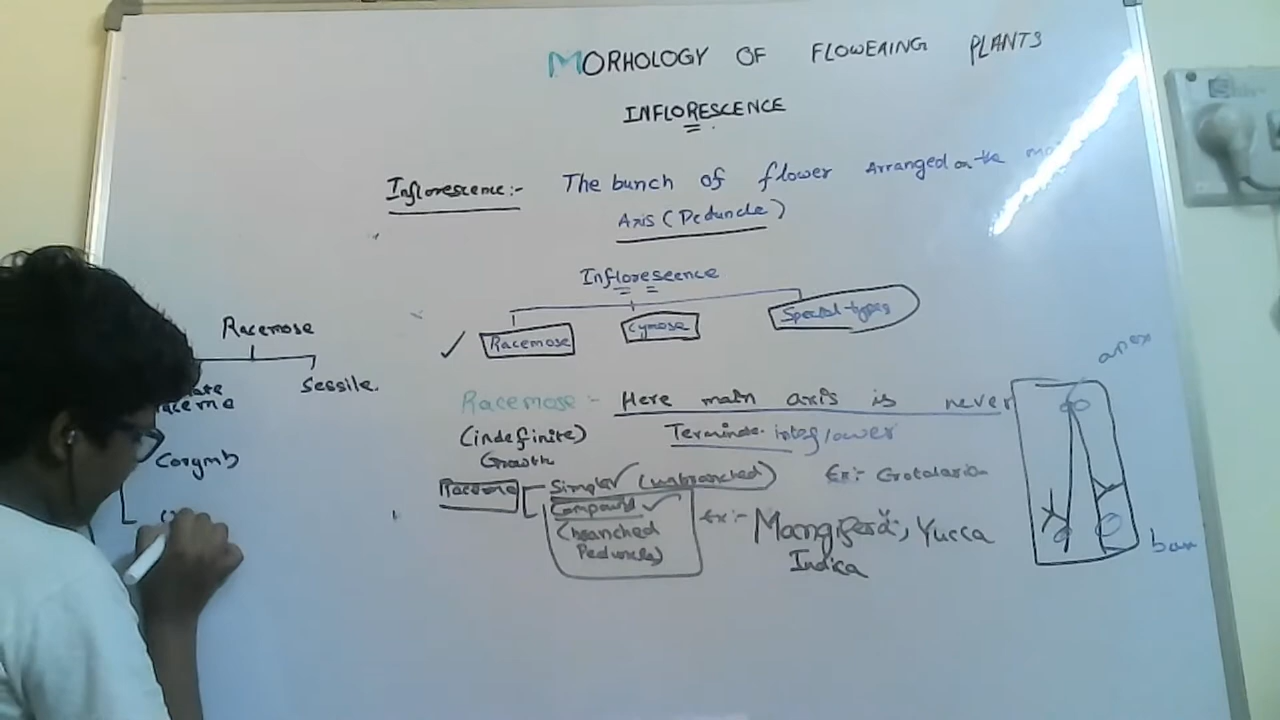 MORHOLOGY OF FLOWERING PLANTS
INFLORESCENCE
Inflorescence:- The bunch of flower Arranged on the
Axis (Peduncle)
Inflorescence
Racemose Cymose Special types
Racemose
Sessile.
Corymb
Racemose:- Here main axis is never
(indefinite) Terminate into flower
Growth
Raceme Simple (unbranched) Ex:- Crotalaria
Compound Ex:- Mangifera, Yucca
(branched Indica
Peduncle)
apex